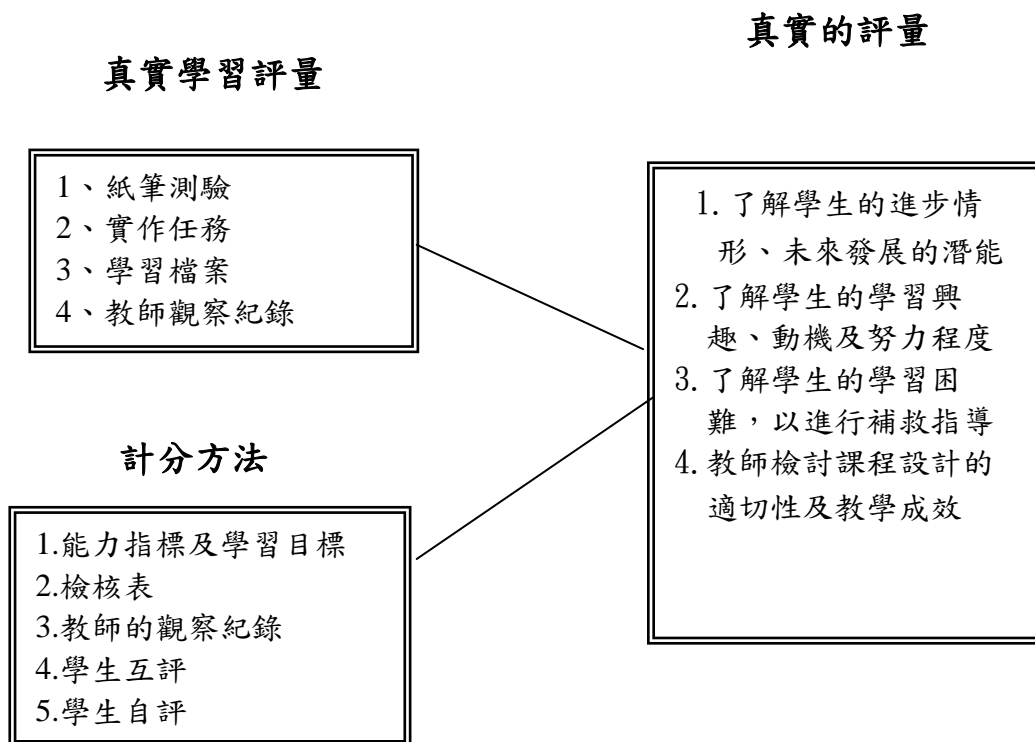 真實學習評量
1、紙筆測驗
2、實作任務
3、學習檔案
4、教師觀察紀錄
計分方法
1.能力指標及學習目標
2.檢核表
3.教師的觀察紀錄
4.學生互評
5.學生自評
真實的評量
1.了解學生的進步情
形、未來發展的潛能
2.了解學生的學習興
趣、動機及努力程度
3.了解學生的學習困
難，以進行補救指導
4.教師檢討課程設計的
適切性及教學成效